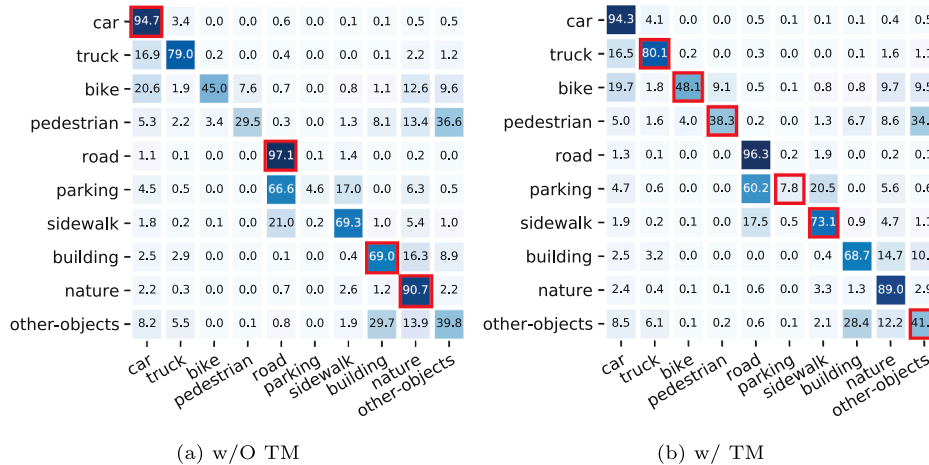 car 94.7 3.4 0.0 0.0 0.6 0.0 0.1 0.1 0.5 0.5
truck 16.9 79.0 0.2 0.0 0.4 0.0 0.0 0.1 2.2 1.2
bike 20.6 1.9 45.0 7.6 0.7 0.0 0.8 1.1 12.6 9.6
pedestrian 5.3 2.2 3.4 29.5 0.3 0.0 1.3 8.1 13.4 36.6
road 1.1 0.1 0.0 0.0 97.1 0.1 1.4 0.0 0.2 0.0
parking 4.5 0.5 0.0 0.0 66.6 4.6 17.0 0.0 6.3 0.5
sidewalk 1.8 0.2 0.1 0.0 21.0 0.2 69.3 1.0 5.4 1.0
building 2.5 2.9 0.0 0.0 0.1 0.0 0.4 69.0 16.3 8.9
nature 2.2 0.3 0.0 0.0 0.7 0.0 2.6 1.2 90.7 2.2
other-objects 8.2 5.5 0.0 0.1 0.8 0.0 1.9 29.7 13.9 39.8
car truck bike pedestrian road parking sidewalk building nature other-objects
(a) w/O TM
car 94.3 4.1 0.0 0.0 0.5 0.0 0.1 0.1 0.4
truck 16.5 80.1 0.2 0.0 0.3 0.0 0.0 0.1 1.6
bike 19.7 1.8 48.1 9.1 0.5 0.1 0.8 0.8 9.7 9.5
pedestrian 5.0 1.6 4.0 38.3 0.2 0.0 1.3 6.7 8.6
road 1.3 0.1 0.0 0.0 96.3 0.2 1.9 0.0 0.2
parking 4.7 0.6 0.0 0.0 60.2 7.8 20.5 0.0 5.6
sidewalk 1.9 0.2 0.1 0.0 17.5 0.5 73.1 0.9 4.7
building 2.5 3.2 0.0 0.0 0.0 0.0 0.4 68.7 14.7
nature 2.4 0.4 0.1 0.1 0.6 0.0 3.3 1.3 89.0
other-objects 8.5 6.1 0.1 0.2 0.6 0.1 2.1 28.4 12.2
car truck bike pedestrian road parking sidewalk building nature other-objects
(b) w/ TM